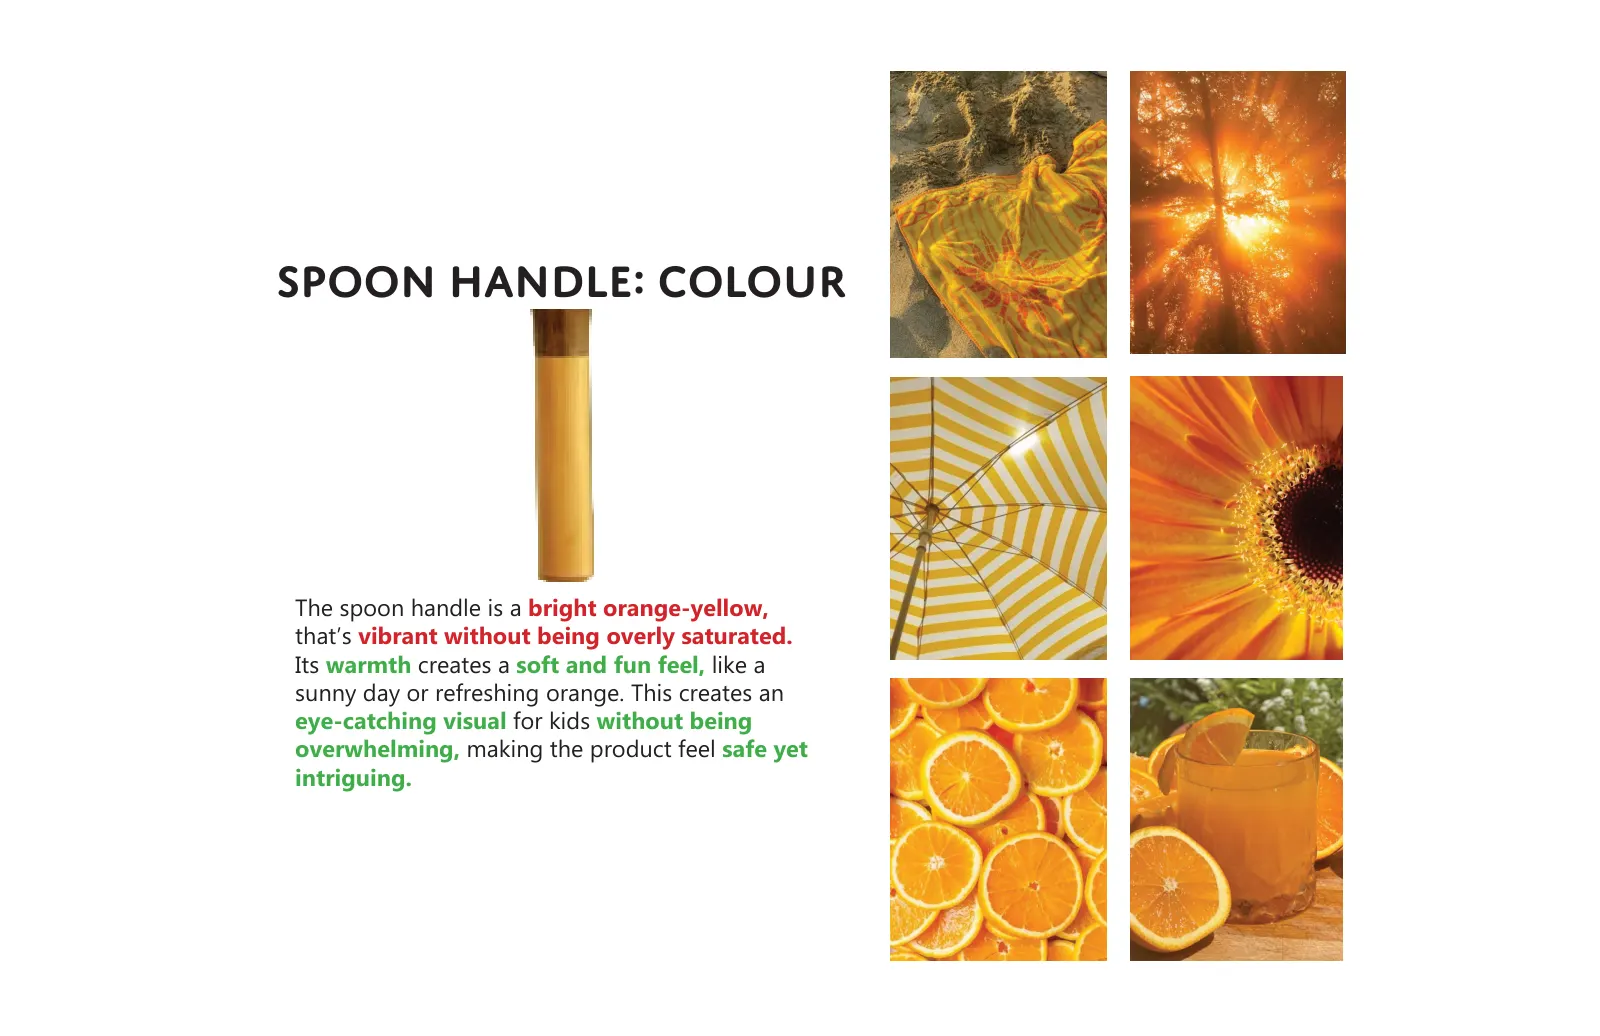 SPOON HANDLE: COLOUR
The spoon handle is a bright orange-yellow,
that’s vibrant without being overly saturated.
Its warmth creates a soft and fun feel, like a
sunny day or refreshing orange. This creates an
eye-catching visual for kids without being
overwhelming, making the product feel safe yet
intriguing.